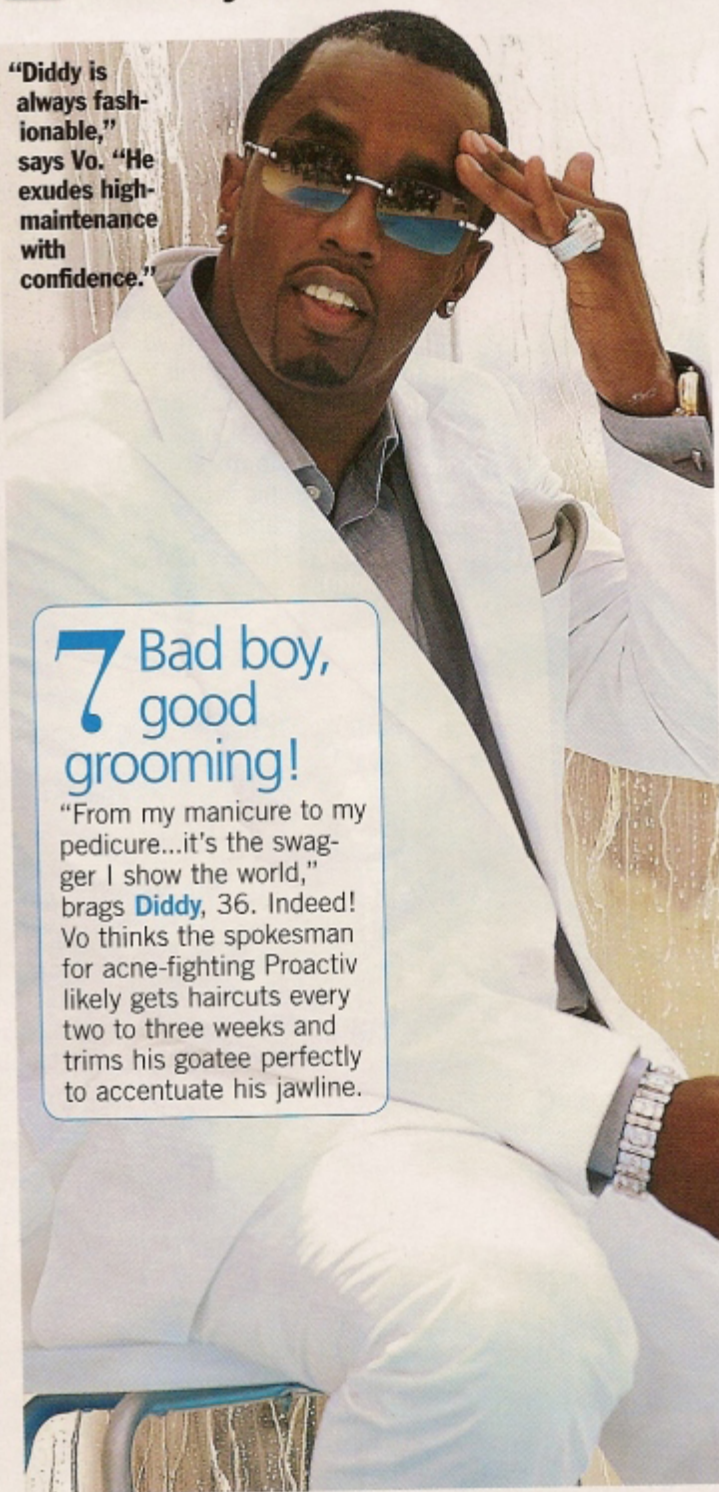 “Diddy is
always fash-
ionable,”
says Vo. “He
exudes high-
maintenance
with
confidence.”
7 Bad boy,
good
grooming!
“From my manicure to my
pedicure...it’s the swag-
ger I show the world,”
brags Diddy, 36. Indeed!
Vo thinks the spokesman
for acne-fighting Proactiv
likely gets haircuts every
two to three weeks and
trims his goatee perfectly
to accentuate his jawline.